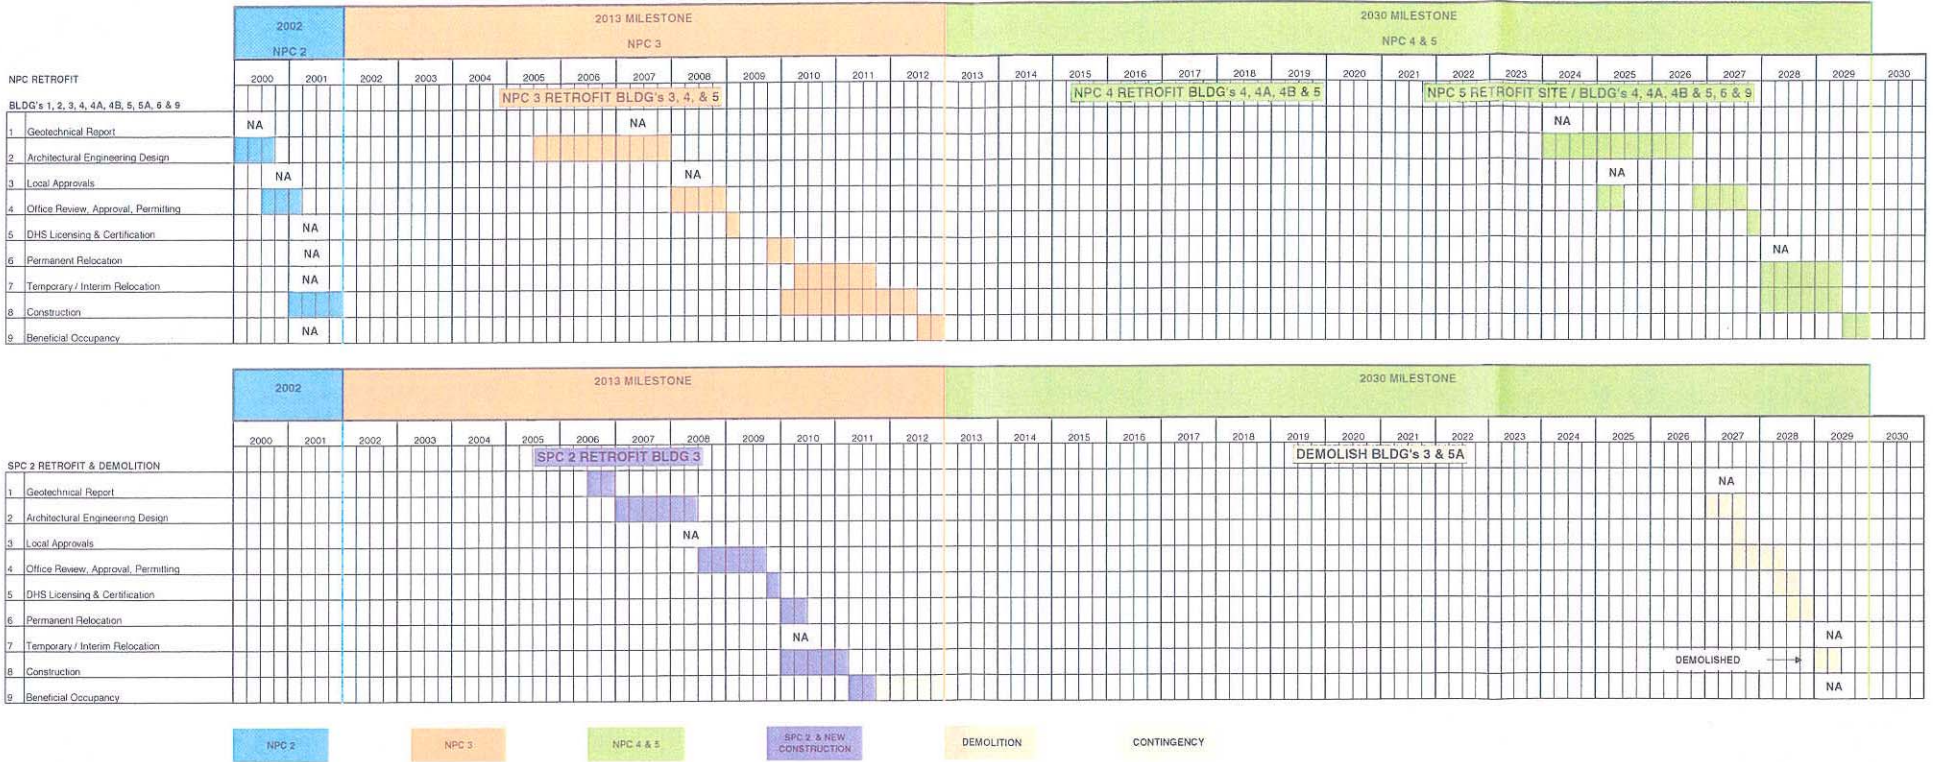 2002 2013 MILESTONE 2030 MILESTONE
NPC 2 NPC 3 NPC 4 & 5
NPC RETROFIT 2000 2001 2002 2003 2004 2005 2006 2007 2008 2009 2010 2011 2012 2013 2014 2015 2016 2017 2018 2019 2020 2021 2022 2023 2024 2025 2026 2027 2028 2029 2030
BLDG's 1, 2, 3, 4, 4A, 4B, 5, 5A, 6 & 9 NPC 3 RETROFIT BLDG's 3, 4, & 5 NPC 4 RETROFIT BLDG's 4, 4A, 4B & 5 NPC 5 RETROFIT SITE / BLDG's 4, 4A, 4B & 5, 6 & 9
1 Geotechnical Report NA NA NA
2 Architectural Engineering Design
3 Local Approvals NA NA NA
4 Office Review, Approval, Permitting
5 DHS Licensing & Certification NA
6 Permanent Relocation NA NA
7 Temporary / Interim Relocation NA
8 Construction
9 Beneficial Occupancy NA
2002 2013 MILESTONE 2030 MILESTONE
2000 2001 2002 2003 2004 2005 2006 2007 2008 2009 2010 2011 2012 2013 2014 2015 2016 2017 2018 2019 2020 2021 2022 2023 2024 2025 2026 2027 2028 2029 2030
SPC 2 RETROFIT & DEMOLITION SPC 2 RETROFIT BLDG 3 DEMOLISH BLDG's 3 & 5A
1 Geotechnical Report NA
2 Architectural Engineering Design
3 Local Approvals NA
4 Office Review, Approval, Permitting
5 DHS Licensing & Certification
6 Permanent Relocation
7 Temporary / Interim Relocation NA NA
8 Construction DEMOLISHED
9 Beneficial Occupancy NA
NPC 2 NPC 3 NPC 4 & 5 SPC 2 & NEW CONSTRUCTION DEMOLITION CONTINGENCY